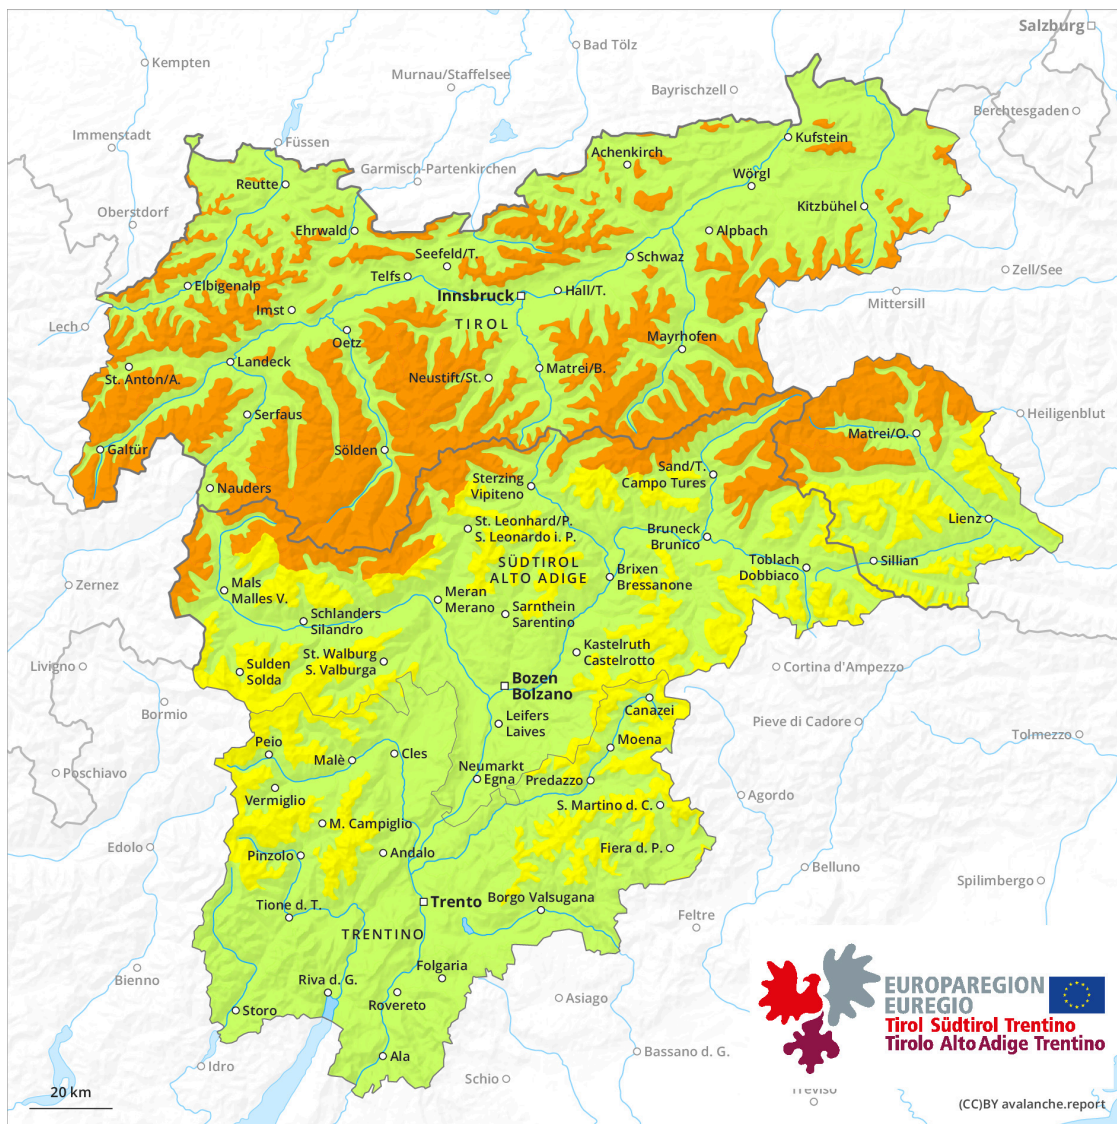 Salzburg
Bad Tölz
Kempten
Murnau/Staffelsee
Bayrischzell
Berchtesgaden
Immenstadt
Füssen
Kufstein
Achenkirch
Garmisch-Partenkirchen
Wörgl
Reutte
Kitzbühel
Oberstdorf
Ehrwald
Alpbach
Seefeld/T.
Schwaz
Telfs
Zell/See
Elbigenalp
Innsbruck
Hall/T.
Mittersill
Imst
TIROL
Lech
Oetz
Mayrhofen
Landeck
Matrei/B.
St. Anton/A.
Neustift/St.
Serfaus
Heiligenblut
Matrei/O.
Galtür
Sölden
Sand/T.
Campo Tures
Sterzing
Vipiteno
Nauders
Lienz
St. Leonhard/P.
S. Leonardo i. P.
Bruneck
Brunico
SÜDTIROL
ALTO ADIGE
Toblach
Dobbiaco
Sillian
Zernez
Mals
Malles V.
Brixen
Bressanone
Meran
Merano
Sarnthein
Sarentino
Schlanders
Silandro
Livigno
Sulden
Solda
St. Walburg
S. Valburga
Kastelruth
Castelrotto
Cortina d'Ampezzo
Bozen
Bolzano
Bormio
Canazei
Leifers
Laives
Pieve di Cadore
Tolmezzo
Peio
Cles
Moena
Malè
Poschiavo
Neumarkt
Egna
Predazzo
Vermiglio
S. Martino d. C.
Agordo
M. Campiglio
Edolo
Pinzolo
Andalo
Fiera d. P.
Belluno
Spilimbergo
Tione d. T.
Trento
Borgo Valsugana
Feltre
TRENTINO
Folgaria
Bienno
Riva d. G.
Rovereto
Asiago
Storo
EUROPAREGION
EUREGIO
Tirol Südtirol Trentino
Tirolo Alto Adige Trentino
Ala
Bassano d. G.
Idro
Schio
Treviso
20 km
(CC)BY avalanche.report